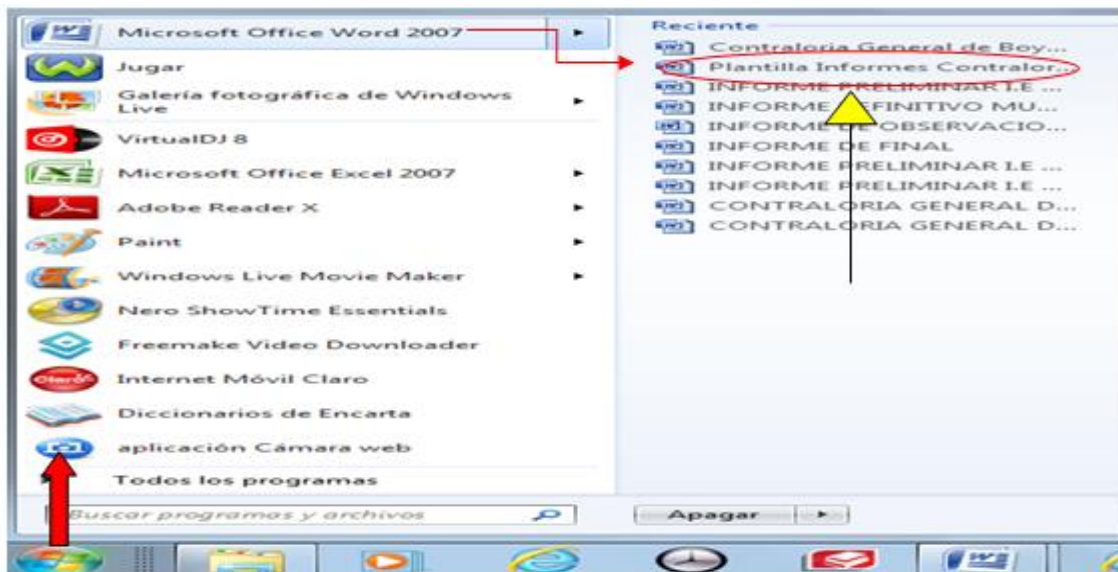 Microsoft Office Word 2007
Jugar
Galería fotográfica de Windows
Live
VirtualDJ 8
Microsoft Office Excel 2007
Adobe Reader X
Paint
Windows Live Movie Maker
Nero ShowTime Essentials
Freemake Video Downloader
Internet Móvil Claro
Diccionarios de Encarta
aplicación Cámara web
Todos los programas
Buscar programas y archivos
Reciente
Contraloria General de Boy...
Plantilla Informes Contralor...
INFORME PRELIMINAR I.E ...
INFORME DEFINITIVO MU...
INFORME DE OBSERVACIO...
INFORME DE FINAL
INFORME PRELIMINAR I.E ...
INFORME PRELIMINAR I.E ...
CONTRALORIA GENERAL D...
CONTRALORIA GENERAL D...
Apagar